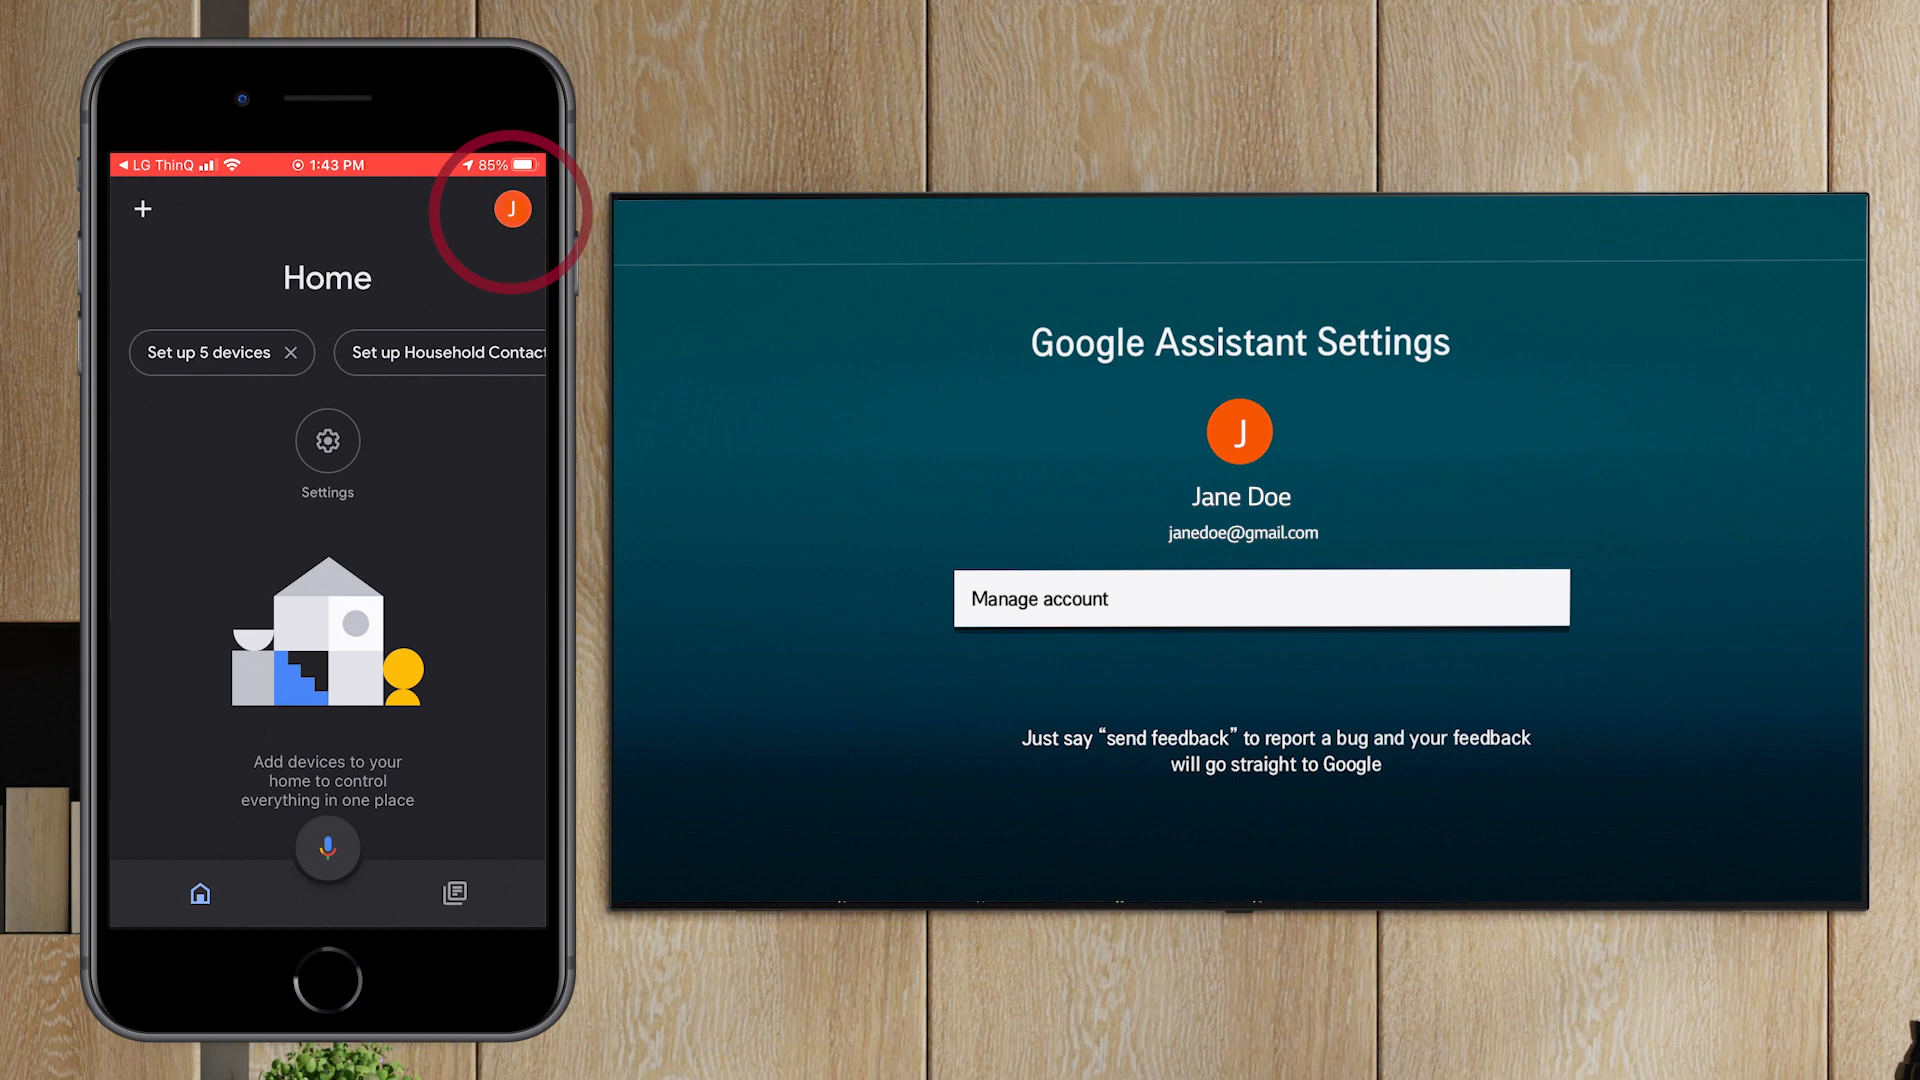 LG ThinQ
1:43 PM
85%
J
Home
Set up 5 devices
Set up Household Contact
Settings
Add devices to your
home to control
everything in one place
Google Assistant Settings
J
Jane Doe
janedoe@gmail.com
Manage account
Just say “send feedback” to report a bug and your feedback
will go straight to Google